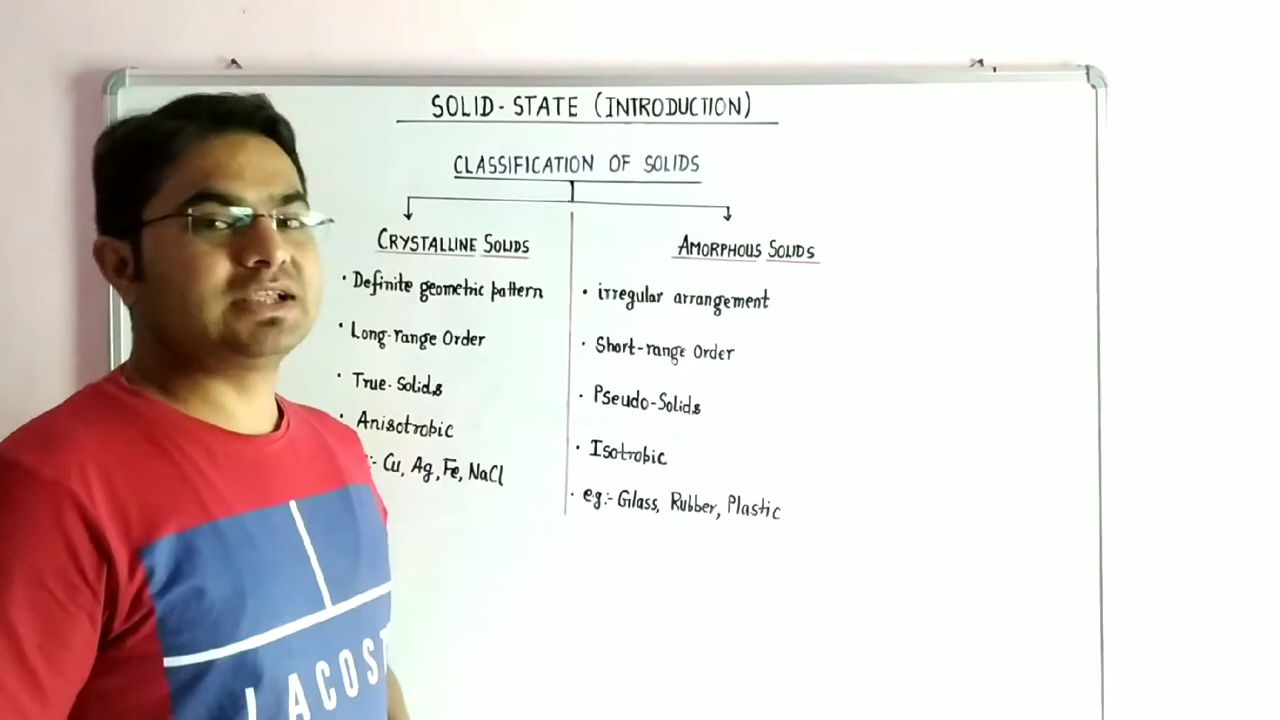 SOLID-STATE (INTRODUCTION)
CLASSIFICATION OF SOLIDS
CRYSTALLINE SOLIDS
• Definite geometric pattern
• Long-range Order
• True-Solids
• Anisotropic
:- Cu, Ag, Fe, NaCl
AMORPHOUS SOLIDS
• irregular arrangement
• Short-range Order
• Pseudo-Solids
• Isotropic
• eg:- Glass, Rubber, Plastic
LACOST